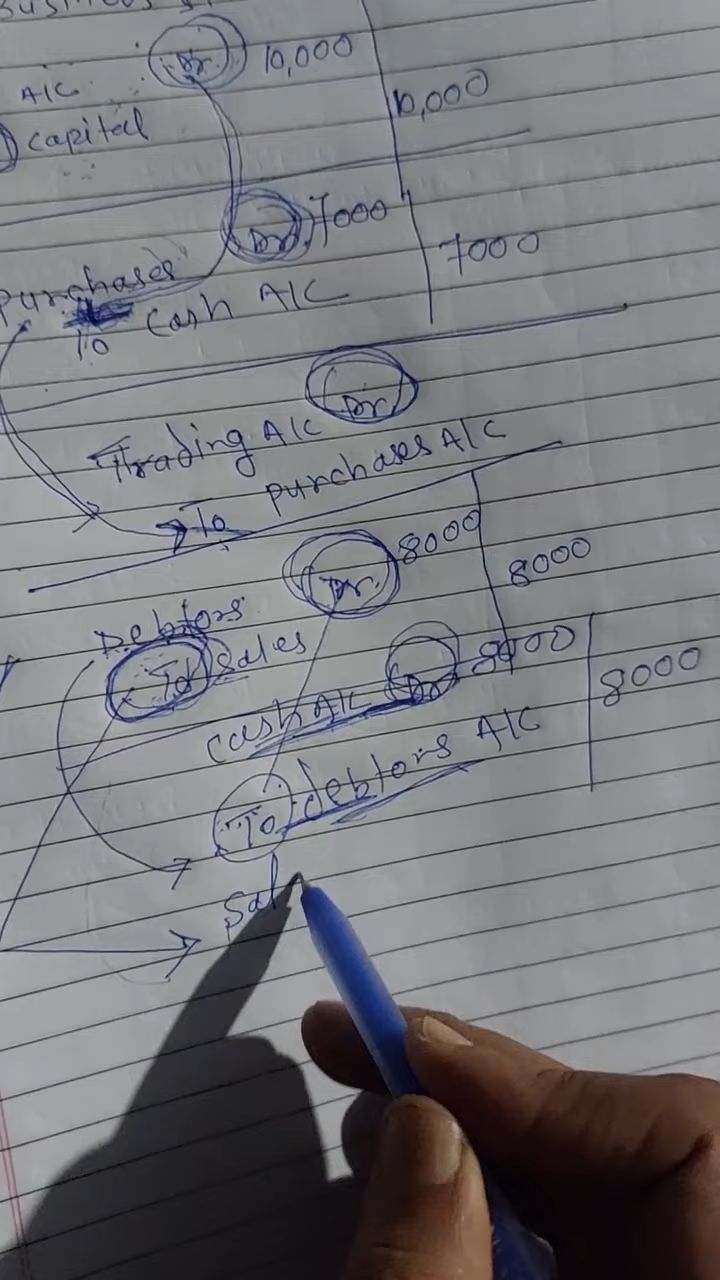 Dr. 10,000
A/C 10,000
Capital
Dr. 7000
Purchases 7000
To Cash A/C
Trading A/C Dr.
To Purchases A/C
Dr. 8000
Debtors 8000
To Sales
Cash A/C Dr. 8000 8000
To debtors A/C
Sal